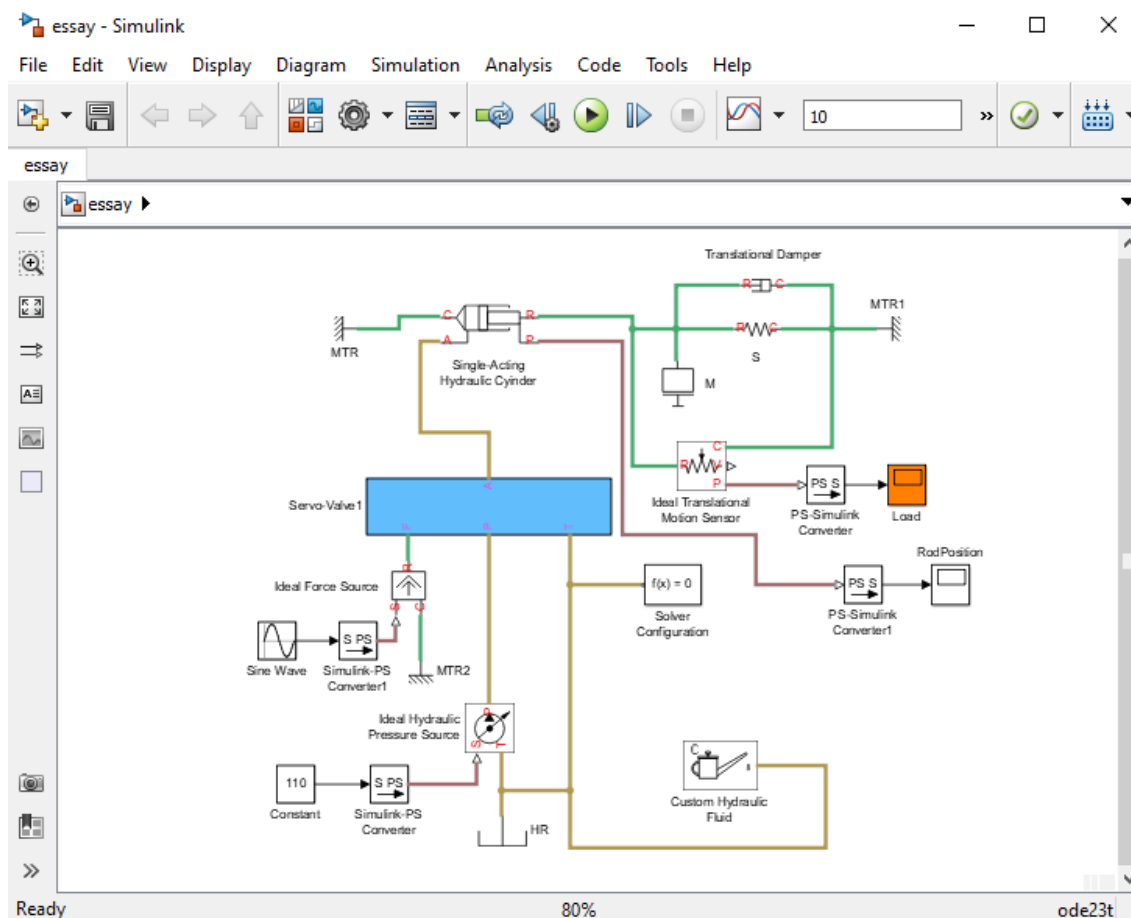 essay - Simulink
File Edit View Display Diagram Simulation Analysis Code Tools Help
10
»
essay
essay
Translational Damper
R C
MTR1
C R
MTR
A P
R C
S
Single-Acting
Hydraulic Cyinder
M
C
A
R V
P
PS S
Servo-Valve1
Ideal Translational
Motion Sensor
PS-Simulink
Converter
Load
F P T
RodPosition
R
Ideal Force Source
f(x) = 0
PS S
S C
Solver
Configuration
PS-Simulink
Converter1
S PS
Sine Wave
Simulink-PS
Converter1
MTR2
P
Ideal Hydraulic
Pressure Source
S T
C
110
S PS
Custom Hydraulic
Fluid
Constant
Simulink-PS
Converter
HR
Ready 80% ode23t